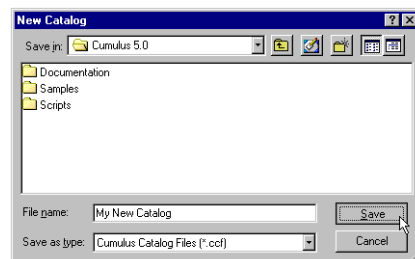 New Catalog
Save in: Cumulus 5.0
Documentation
Samples
Scripts
File name: My New Catalog Save
Save as type: Cumulus Catalog Files (*.ccf) Cancel